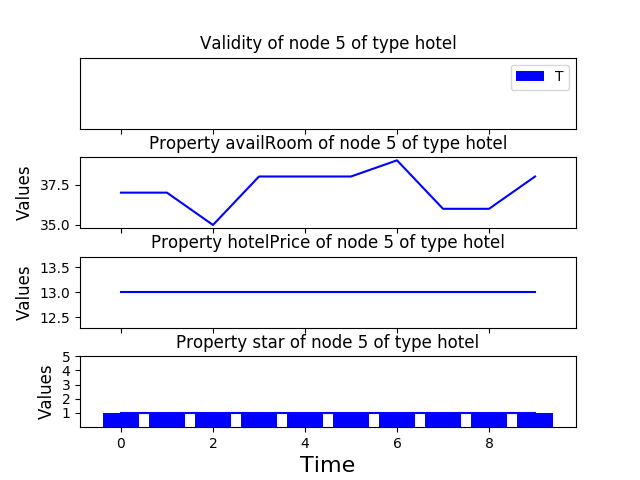 Validity of node 5 of type hotel
T
Property availRoom of node 5 of type hotel
37.5
35.0
Values
Property hotelPrice of node 5 of type hotel
13.5
13.0
12.5
Values
Property star of node 5 of type hotel
5
4
3
2
1
Values
0 2 4 6 8
Time